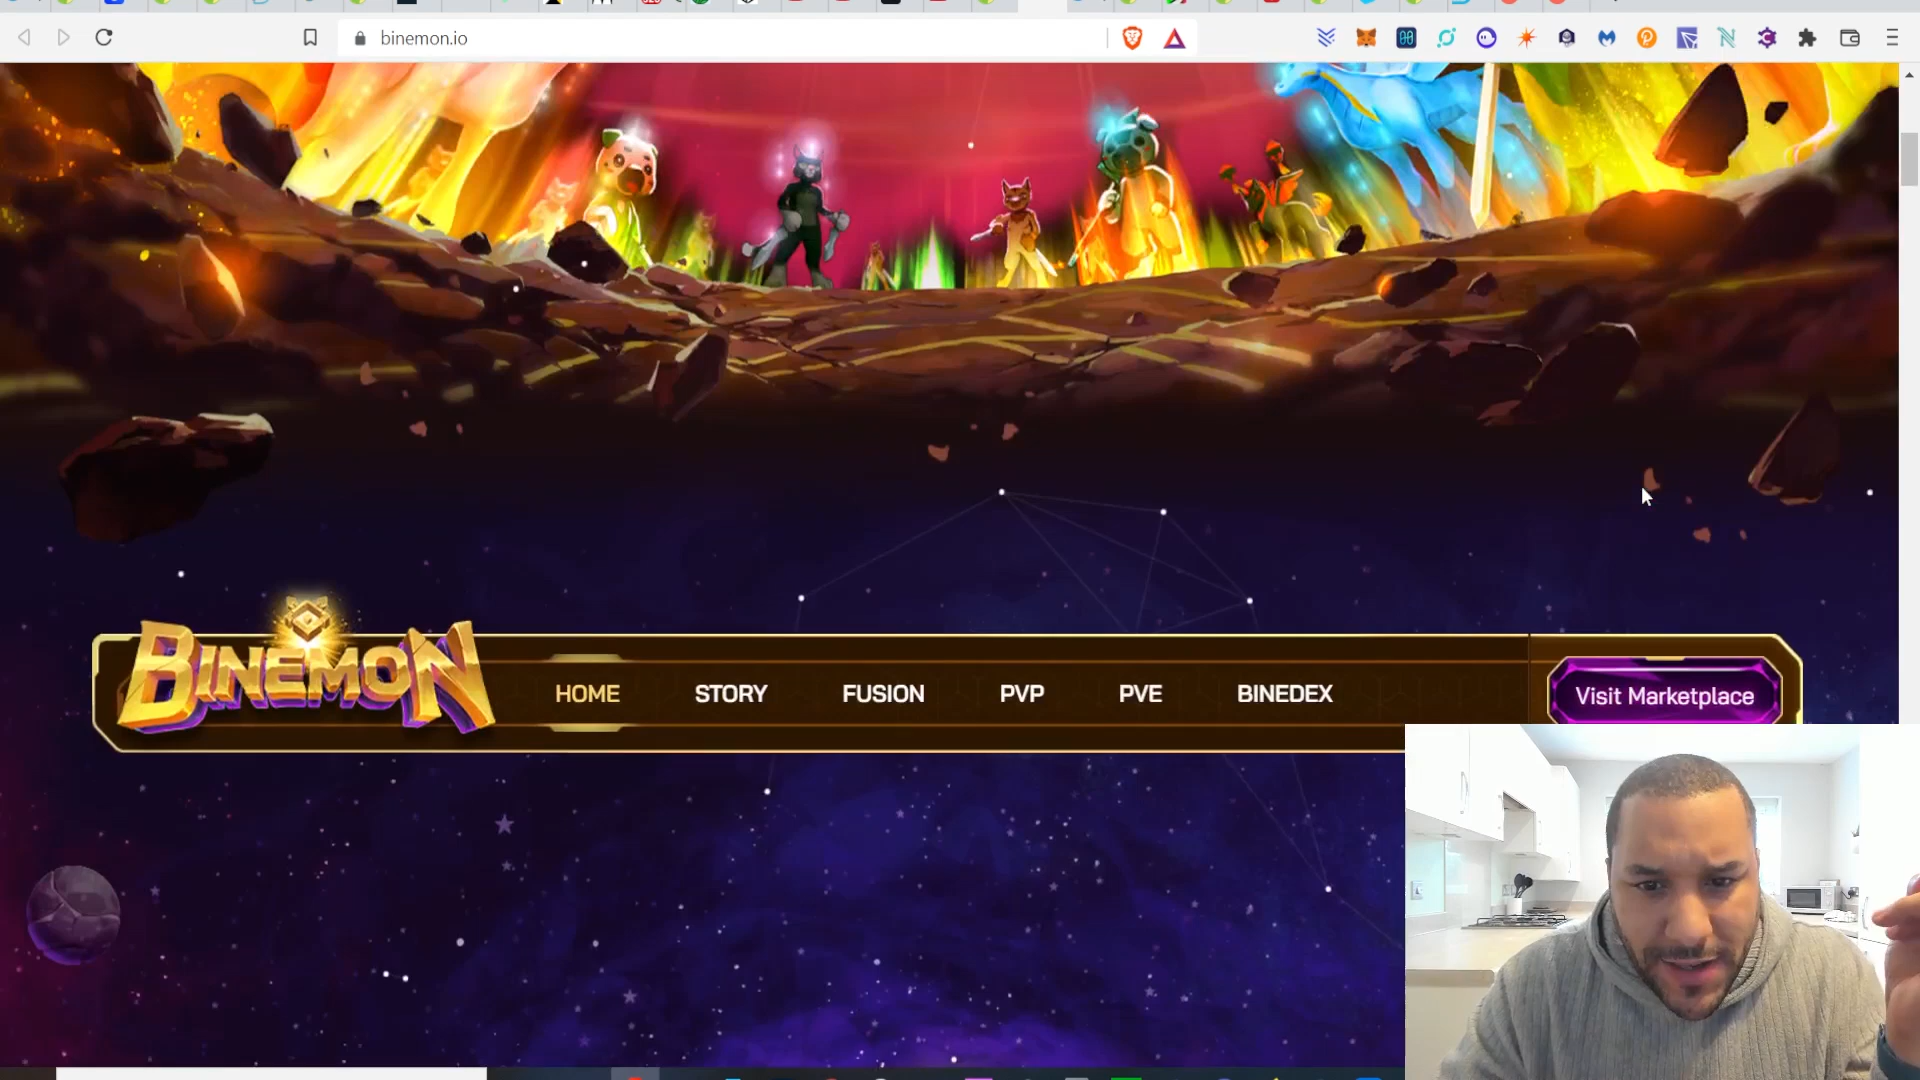 binemon.io
BINEMON
HOME STORY FUSION PVP PVE BINEDEX Visit Marketplace